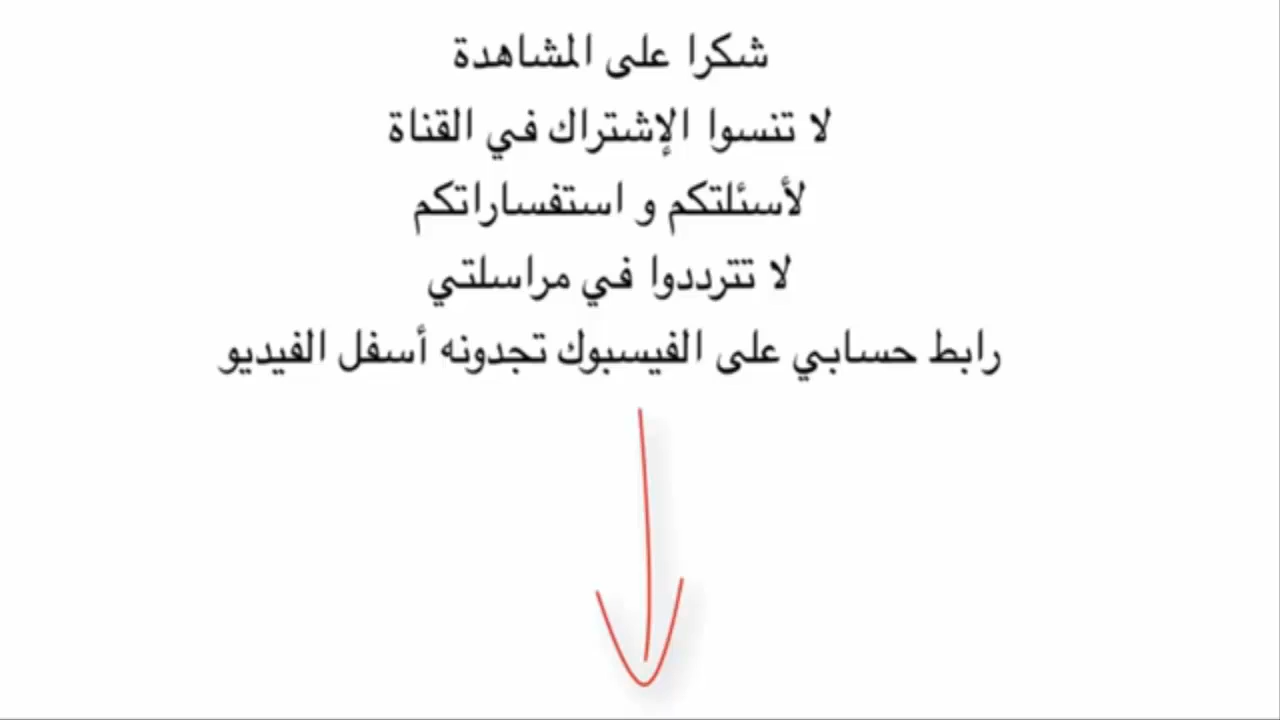 شكرا على المشاهدة
لا تنسوا الإشتراك في القناة
لأسئلتكم و استفساراتكم
لا تترددوا في مراسلتي
رابط حسابي على الفيسبوك تجدونه أسفل الفيديو